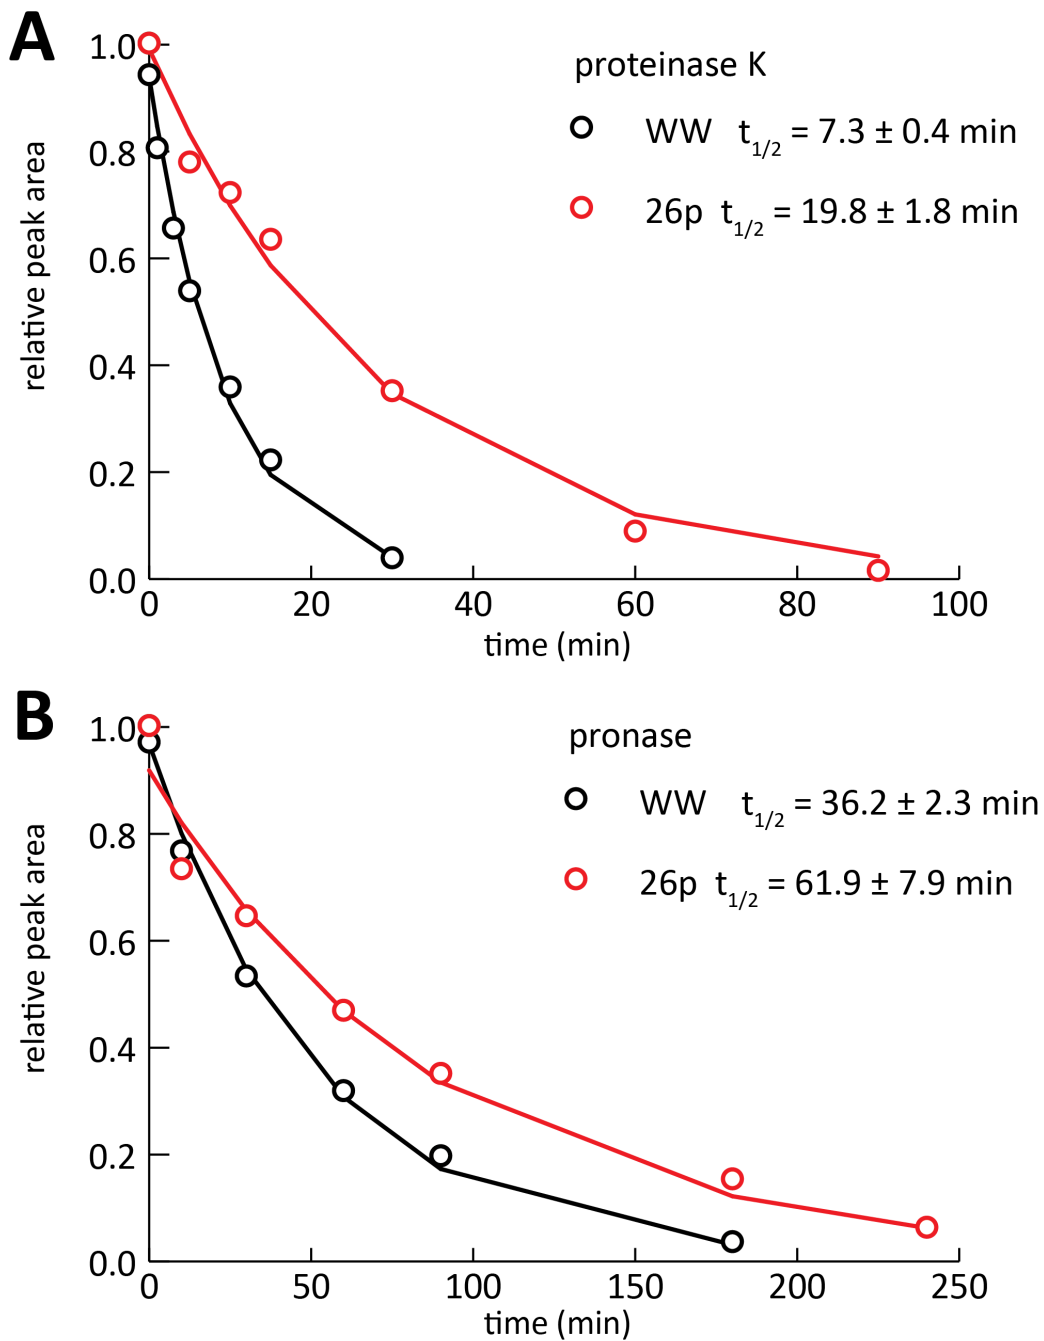 A
proteinase K
WW t1/2 = 7.3 ± 0.4 min
26p t1/2 = 19.8 ± 1.8 min
relative peak area
1.0
0.8
0.6
0.4
0.2
0.0
0 20 40 60 80 100
time (min)
B
pronase
WW t1/2 = 36.2 ± 2.3 min
26p t1/2 = 61.9 ± 7.9 min
relative peak area
1.0
0.8
0.6
0.4
0.2
0.0
0 50 100 150 200 250
time (min)